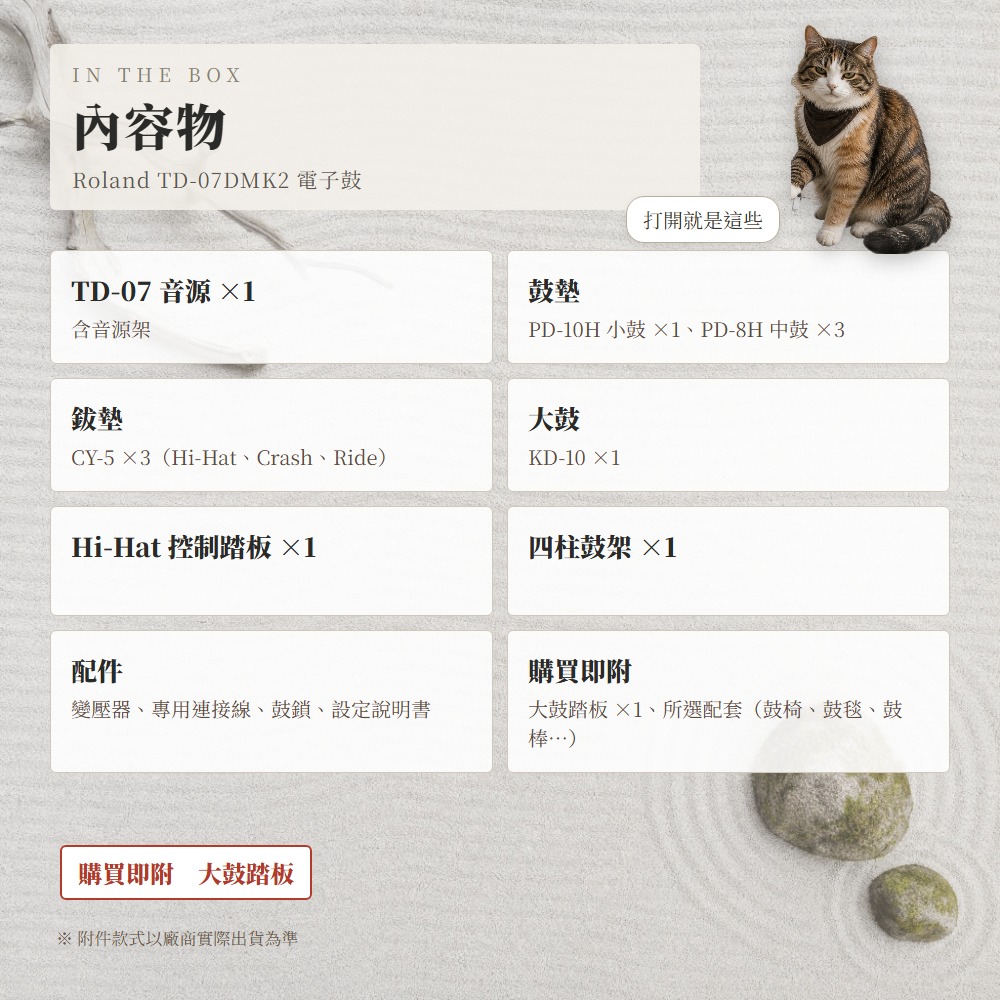 IN THE BOX
內容物
Roland TD-07DMK2 電子鼓
打開就是這些
TD-07 音源 ×1
含音源架
鼓墊
PD-10H 小鼓 ×1、PD-8H 中鼓 ×3
鈸墊
CY-5 ×3（Hi-Hat、Crash、Ride）
大鼓
KD-10 ×1
Hi-Hat 控制踏板 ×1
四柱鼓架 ×1
配件
變壓器、專用連接線、鼓鎖、設定說明書
購買即附
大鼓踏板 ×1、所選配套（鼓椅、鼓毯、鼓
棒…）
購買即附　大鼓踏板
※ 附件款式以廠商實際出貨為準